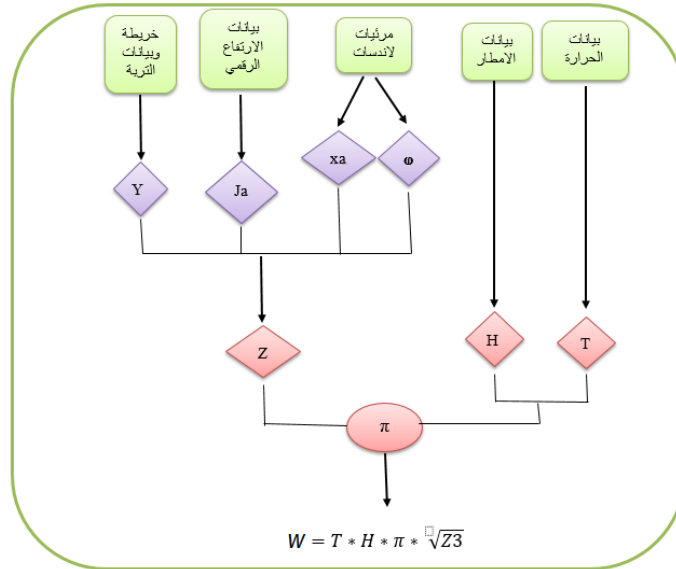 خريطة
وبيانات
التربة
بيانات
الارتفاع
الرقمي
مرئيات
لاندسات
بيانات
الامطار
بيانات
الحرارة
Y
Ja
xa
φ
Z
H
T
π
W = T * H * π * √Z3